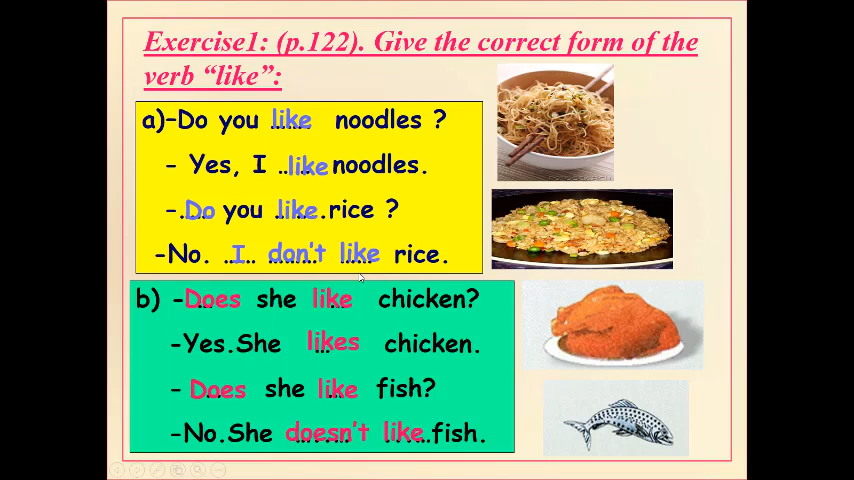 Exercise1: (p.122). Give the correct form of the
verb “like”:
a)–Do you like noodles ?
- Yes, I ..like noodles.
-.Do you like.rice ?
-No. I don't like rice.
b) -Does she like chicken?
-Yes.She likes chicken.
- Does she like fish?
-No.She doesn't like fish.